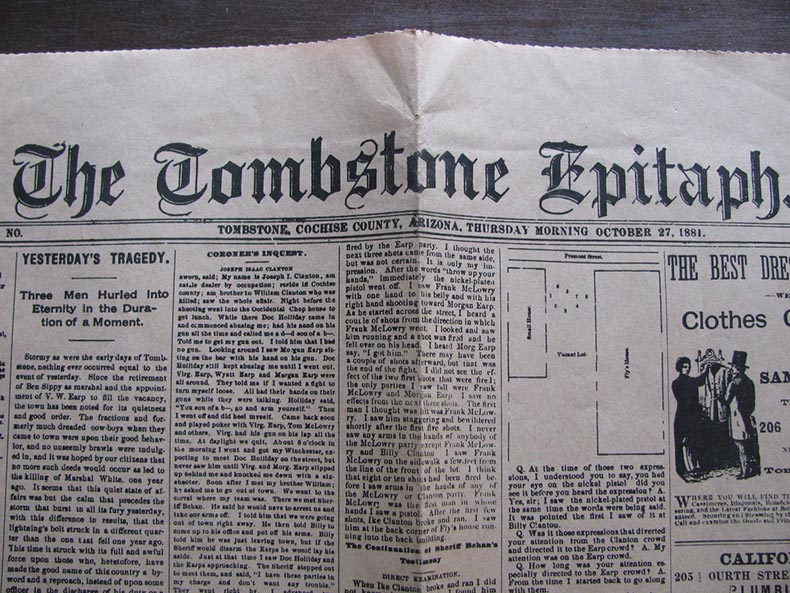 The Tombstone Epitaph.
NO.
TOMBSTONE, COCHISE COUNTY, ARIZONA, THURSDAY MORNING OCTOBER 27, 1881.
YESTERDAY'S TRAGEDY.
Three Men Hurled Into
Eternity in the Dura-
tion of a Moment.
Stormy as were the early days of Tomb-
stone, nothing ever occurred equal to the
event of yesterday. Since the retirement
of Ben Sippy as marshal and the appoint-
ment of V. W. Earp to fill the vacancy,
the town has been noted for its quietness
and good order. The fractions and for-
merly much dreaded cow-boys when they
came to town were upon their good behav-
ior, and no unseemly brawls were indulg-
ed in, and it was hoped by our citizens that
no more such deeds would occur as led to
the killing of Marshal White, one year
ago. It seems that this quiet state of af-
fairs was but the calm that precedes the
storm that burst in all its fury yesterday,
with this difference in results, that the
lightning's bolt struck in a different quar-
ter than the one that fell one year ago.
This time it struck with its full and awful
force upon those who, heretofore, have
made the good name of this country a by-
word and a reproach, instead of upon some
officer in the discharge of his duty or a
CORONER'S INQUEST.
JOSEPH ISAAC CLANTON
sworn, said; My name is Joseph I. Clanton, am
cattle dealer by occupation; reside in Cochise
county; am brother to William Clanton who was
killed; saw the whole affair. Night before the
shooting went into the Occidental Chop house to
get lunch. While there Doc Holliday came in
and commenced abusing me; had his hand on his
gun all the time and called me a d—d son of a b—.
Told me to get my gun out. I told him that I had
no gun. Looking around I saw Morgan Earp sit-
ting on the bar with his hand on his gun. Doc
Holliday still kept abusing me until I went out.
Virg. Earp, Wyatt Earp and Morgan Earp were
all around. They told me if I wanted a fight to
turn myself loose. All had their hands on their
guns while they were talking. Holliday said,
"You son of a b—, go and arm yourself." Then
I went off and did heel myself. Came back soon
and played poker with Virg. Earp, Tom McLowry
and others. Virg. had his gun on his lap all the
time. At daylight we quit. About 8 o'clock in
the morning I went and got my Winchester, ex-
pecting to meet Doc Holliday on the street, but
never saw him until Virg. and Morg. Earp slipped
up behind me and knocked me down with a six-
shooter. Soon after I met my brother William;
he asked me to go out of town. We went to the
corral where my team was. There we met sher-
iff Behan. He said he would have to arrest us and
take our arms off. I told him that we were going
out of town right away. He then told Billy to
come up to his office and put off his arms. Billy
told him he was just leaving town, but if the
Sheriff would disarm the Earps he would lay his
aside. Just at that time I saw Doc Holliday and
the Earps approaching. The Sheriff stepped out
to meet them, and said, "I have these parties in
my charge and don't want any trouble."
They went right by. I advanced
fired by the Earp party. I thought the
next three shots came from the same side,
but was not certain. It is only my im-
pression. After the words "throw up your
hands," immediately the nickel-plated
pistol went off. I saw Frank McLowry
with one hand to his belly and with his
right hand shooting toward Morgan Earp.
As he started across the street, I heard a
couple of shots from the direction in which
Frank McLowry went. I looked and saw
him running and a shot was fired and he
fell over on his head. I heard Morg Earp
say, "I got him." There may have been
a couple of shots afterward, but that was
the end of the fight. I did not see the ef-
fect of the two first shots that were fired;
the only parties I saw fall were Frank
McLowry and Morgan Earp. I saw no
effects from the next three shots. The first
man I thought was hit was Frank McLow-
ry. I saw him staggering and bewildered
shortly after the first five shots. I never
saw any arms in the hands of anybody of
the McLowry party except Frank McLow-
ry and Billy Clanton. I saw Frank
McLowry on the sidewalk a few feet from
the line of the front of the lot. I think
that eight or ten shots had been fired be-
fore I saw arms in the hands of any of
the McLowry or Clanton party. Frank
McLowry was the first man in whose
hands I saw a pistol. After the first few
shots, Ike Clanton broke and ran. I saw
him at the back corner of Fly's house run-
ning into the back building.
The Continuation of Sheriff Behan's
Testimony
DIRECT EXAMINATION.
When Ike Clanton broke and ran I did
Fremont Street.
Small House
Vacant Lot.
Fly's House.
Q. At the time of those two expres-
sions, I understood you to say, you had
your eye on the nickel pistol did you
see it before you heard the expression? A.
Yes, sir; I saw the nickel-plated pistol at
the same time the words were being said.
It was pointed the first I saw of it at
Billy Clantou.
Q. Was it those expressions that diverted
your attention from the Clanton crowd
and directed it to the Earp crowd? A. My
attention was on the Earp crowd.
Q. How long was your attention es-
pecially directed to the Earp crowd? A.
From the time I started back to go along
with them.
THE BEST DRE
Clothes
SAM
206
WHERE YOU WILL FIND T
Call and examine the Goods and
CALIFO
205 OURTH STREE
PLUMBI